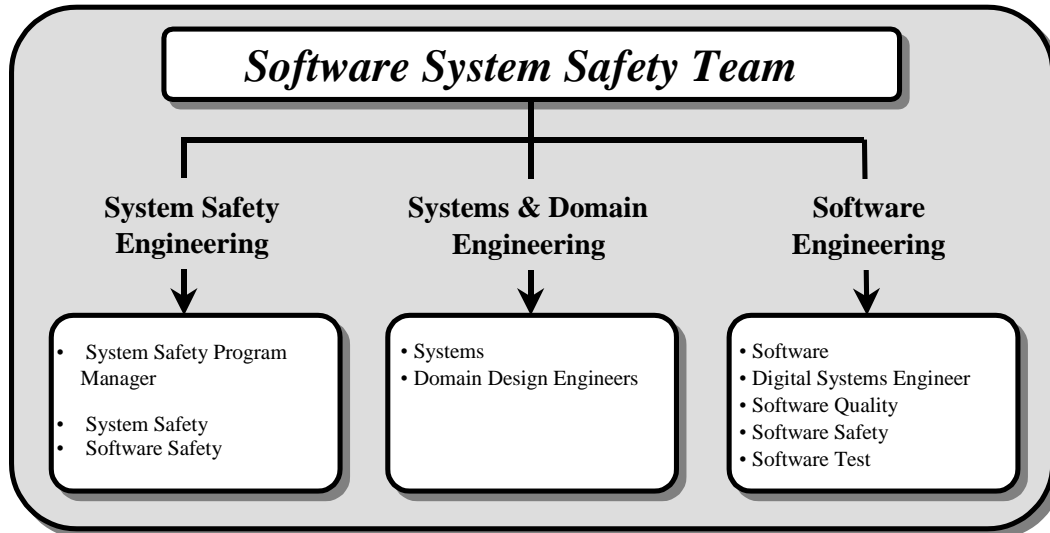 Software System Safety Team
System Safety
Engineering
Systems & Domain
Engineering
Software
Engineering
• System Safety Program
Manager
• System Safety
• Software Safety
• Systems
• Domain Design Engineers
• Software
• Digital Systems Engineer
• Software Quality
• Software Safety
• Software Test